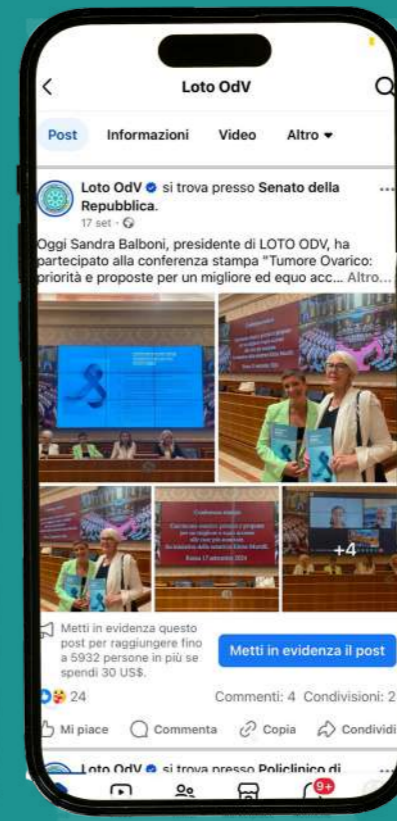 Loto OdV
Post Informazioni Video Altro
Loto OdV si trova presso Senato della
Repubblica.
17 set
Oggi Sandra Balboni, presidente di LOTO ODV, ha
partecipato alla conferenza stampa "Tumore Ovarico:
priorità e proposte per un migliore ed equo acc... Altro...
Conferenza stampa
Roma 17 settembre 2024
+4
Metti in evidenza questo
post per raggiungere fino
a 5932 persone in più se
spendi 30 US$.
Metti in evidenza il post
24
Commenti: 4 Condivisioni: 2
Mi piace Commenta Copia Condividi
Loto OdV si trova presso Policlinico di
9+